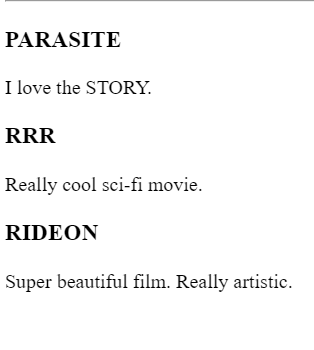 PARASITE
I love the STORY.
RRR
Really cool sci-fi movie.
RIDEON
Super beautiful film. Really artistic.